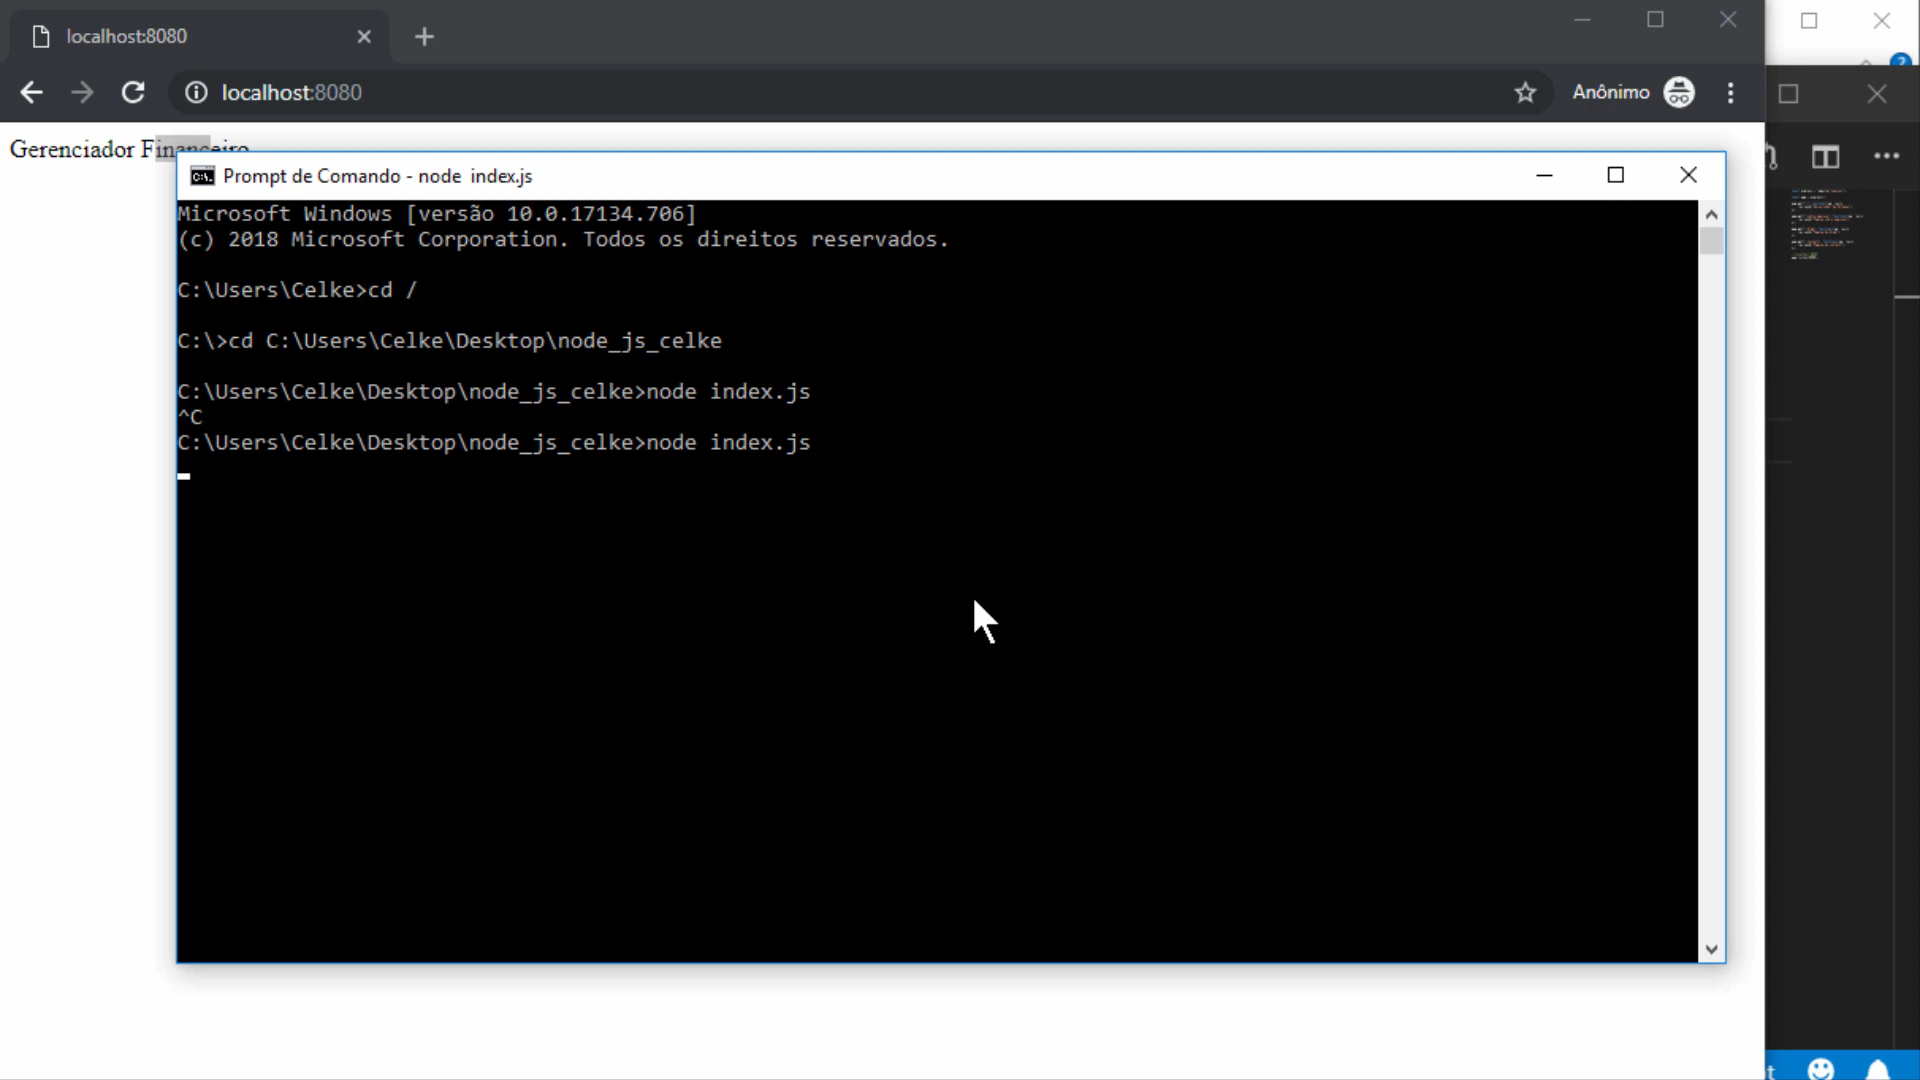 localhost:8080
localhost:8080
Anônimo
Gerenciador Financeiro
Prompt de Comando - node index.js
Microsoft Windows [versão 10.0.17134.706]
(c) 2018 Microsoft Corporation. Todos os direitos reservados.
C:\Users\Celke>cd /
C:\>cd C:\Users\Celke\Desktop\node_js_celke
C:\Users\Celke\Desktop\node_js_celke>node index.js
^C
C:\Users\Celke\Desktop\node_js_celke>node index.js